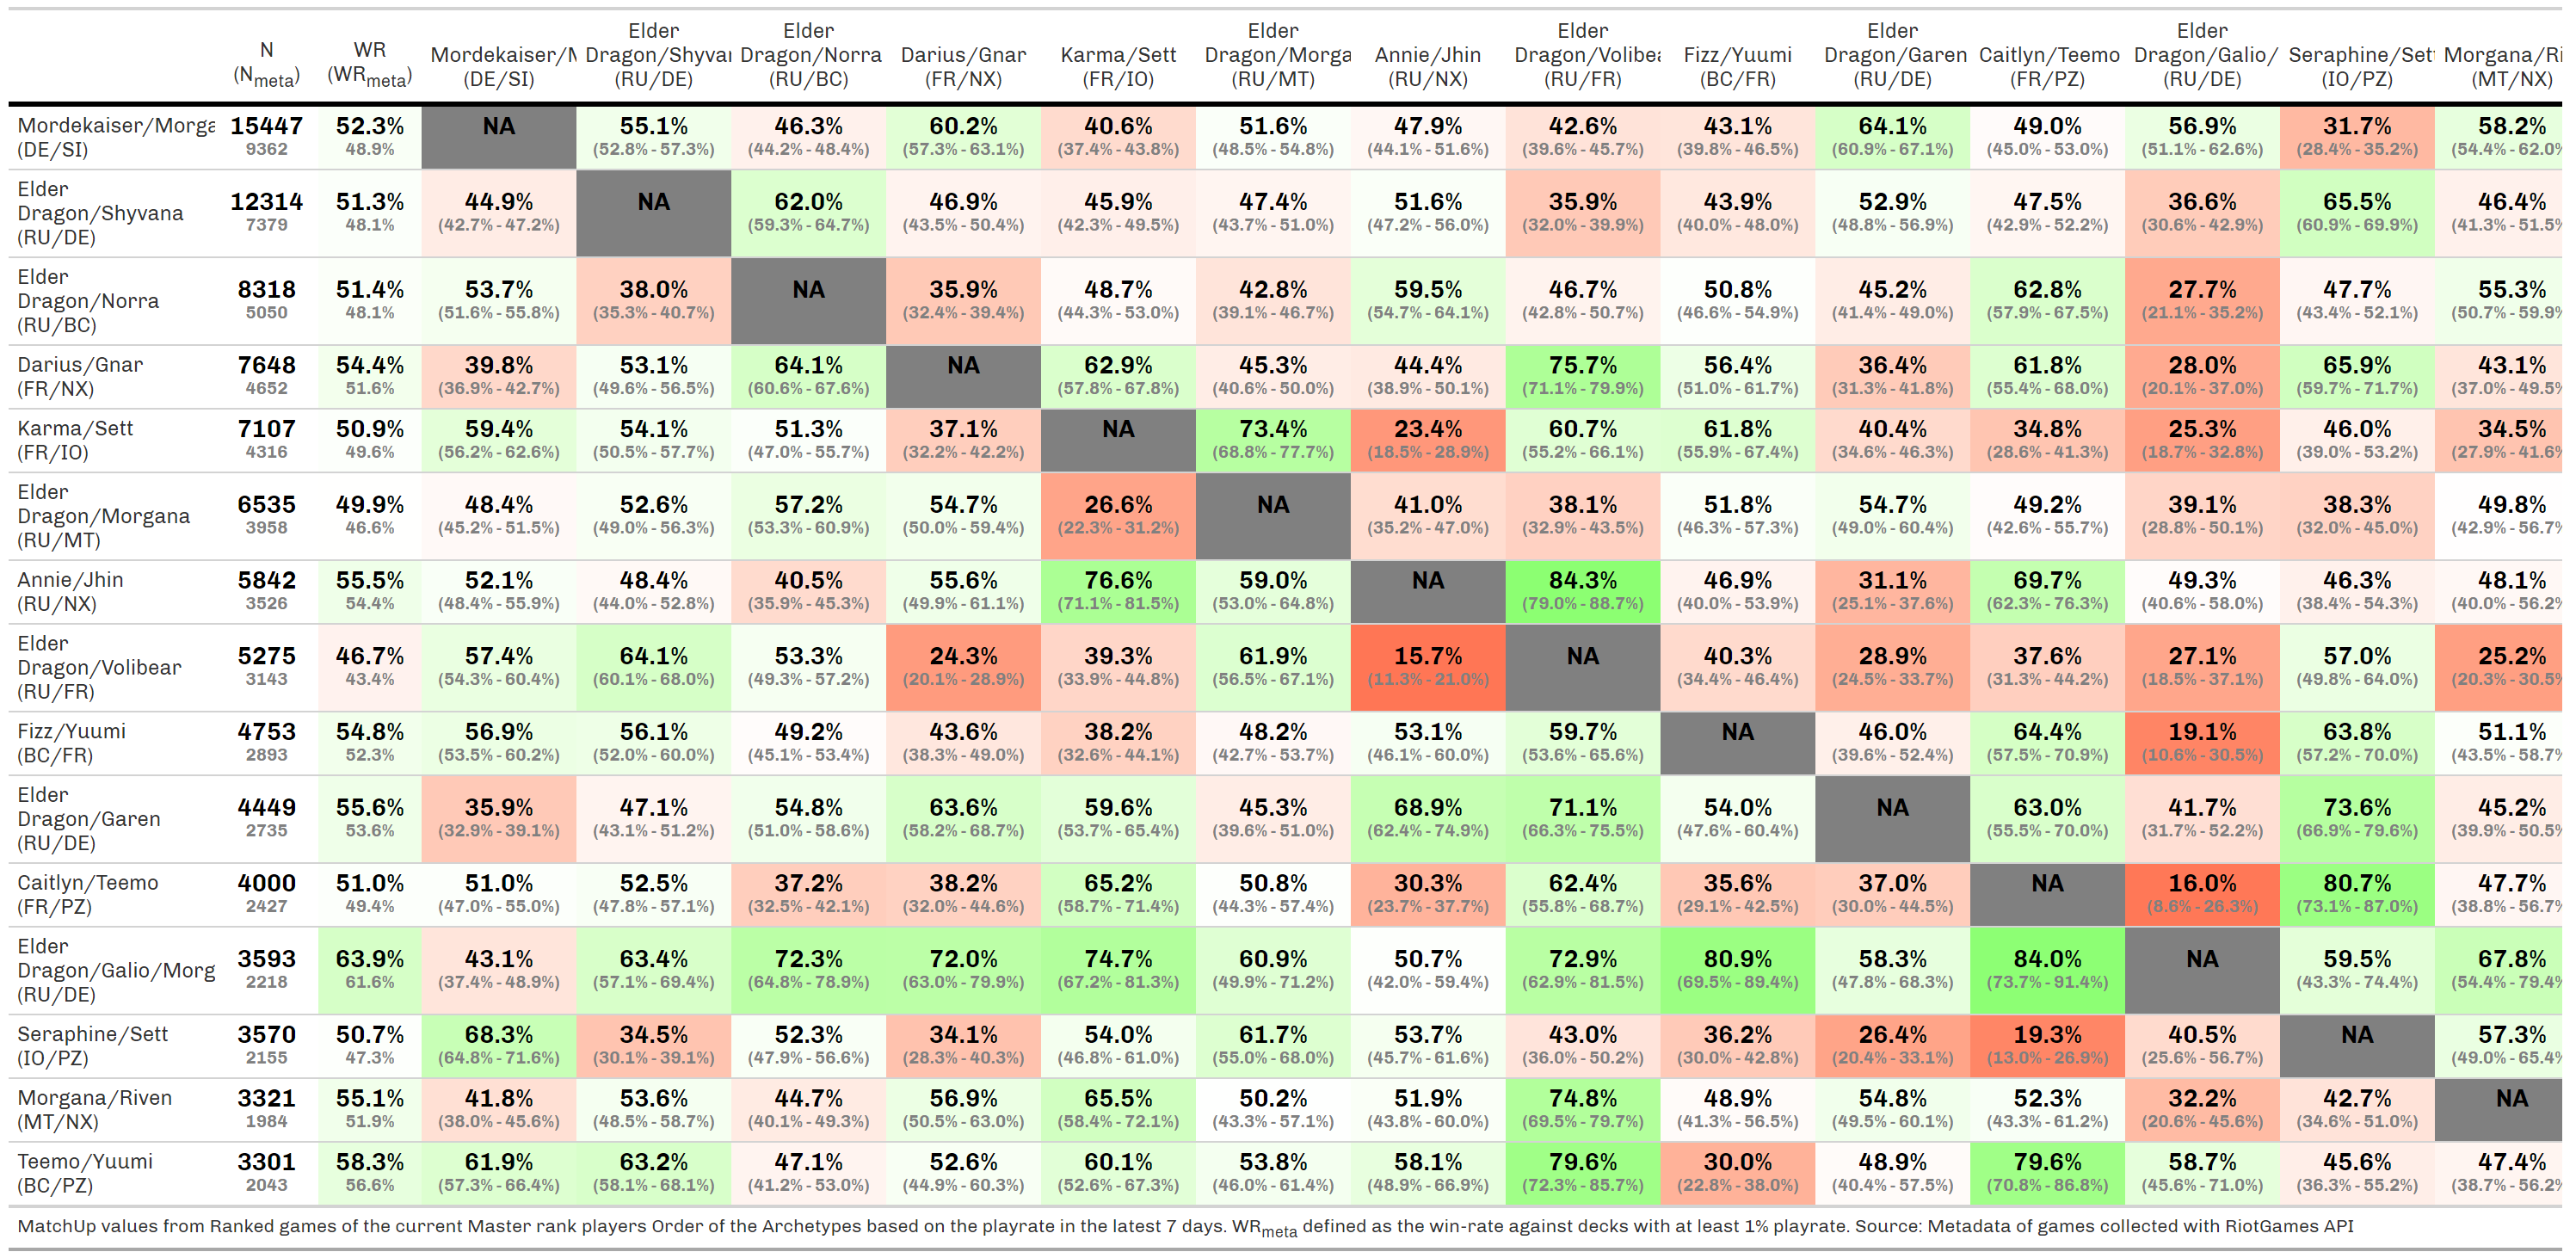 N (Nmeta) WR (WRmeta) Mordekaiser/M (DE/SI) Elder Dragon/Shyvan (RU/DE) Elder Dragon/Norra (RU/BC) Darius/Gnar (FR/NX) Karma/Sett (FR/IO) Elder Dragon/Morga (RU/MT) Annie/Jhin (RU/NX) Elder Dragon/Volibea (RU/FR) Fizz/Yuumi (BC/FR) Elder Dragon/Garen (RU/DE) Caitlyn/Teemo (FR/PZ) Elder Dragon/Galio/ (RU/DE) Seraphine/Sett (IO/PZ) Morgana/Ri (MT/NX)
Mordekaiser/Morga 15447 52.3% NA 55.1% 46.3% 60.2% 40.6% 51.6% 47.9% 42.6% 43.1% 64.1% 49.0% 56.9% 31.7% 58.2%
(DE/SI) 9362 48.9% (52.8% - 57.3%) (44.2% - 48.4%) (57.3% - 63.1%) (37.4% - 43.8%) (48.5% - 54.8%) (44.1% - 51.6%) (39.6% - 45.7%) (39.8% - 46.5%) (60.9% - 67.1%) (45.0% - 53.0%) (51.1% - 62.6%) (28.4% - 35.2%) (54.4% - 62.0%
Elder
Dragon/Shyvana 12314 51.3% 44.9% NA 62.0% 46.9% 45.9% 47.4% 51.6% 35.9% 43.9% 52.9% 47.5% 36.6% 65.5% 46.4%
(RU/DE) 7379 48.1% (42.7% - 47.2%) (59.3% - 64.7%) (43.5% - 50.4%) (42.3% - 49.5%) (43.7% - 51.0%) (47.2% - 56.0%) (32.0% - 39.9%) (40.0% - 48.0%) (48.8% - 56.9%) (42.9% - 52.2%) (30.6% - 42.9%) (60.9% - 69.9%) (41.3% - 51.5%
Elder
Dragon/Norra 8318 51.4% 53.7% 38.0% NA 35.9% 48.7% 42.8% 59.5% 46.7% 50.8% 45.2% 62.8% 27.7% 47.7% 55.3%
(RU/BC) 5050 48.1% (51.6% - 55.8%) (35.3% - 40.7%) (32.4% - 39.4%) (44.3% - 53.0%) (39.1% - 46.7%) (54.7% - 64.1%) (42.8% - 50.7%) (46.6% - 54.9%) (41.4% - 49.0%) (57.9% - 67.5%) (21.1% - 35.2%) (43.4% - 52.1%) (50.7% - 59.9%
Darius/Gnar 7648 54.4% 39.8% 53.1% 64.1% NA 62.9% 45.3% 44.4% 75.7% 56.4% 36.4% 61.8% 28.0% 65.9% 43.1%
(FR/NX) 4652 51.6% (36.9% - 42.7%) (49.6% - 56.5%) (60.6% - 67.6%) (57.8% - 67.8%) (40.6% - 50.0%) (38.9% - 50.1%) (71.1% - 79.9%) (51.0% - 61.7%) (31.3% - 41.8%) (55.4% - 68.0%) (20.1% - 37.0%) (59.7% - 71.7%) (37.0% - 49.5%
Karma/Sett 7107 50.9% 59.4% 54.1% 51.3% 37.1% NA 73.4% 23.4% 60.7% 61.8% 40.4% 34.8% 25.3% 46.0% 34.5%
(FR/IO) 4316 49.6% (56.2% - 62.6%) (50.5% - 57.7%) (47.0% - 55.7%) (32.2% - 42.2%) (68.8% - 77.7%) (18.5% - 28.9%) (55.2% - 66.1%) (55.9% - 67.4%) (34.6% - 46.3%) (28.6% - 41.3%) (18.7% - 32.8%) (39.0% - 53.2%) (27.9% - 41.6%
Elder
Dragon/Morgana 6535 49.9% 48.4% 52.6% 57.2% 54.7% 26.6% NA 41.0% 38.1% 51.8% 54.7% 49.2% 39.1% 38.3% 49.8%
(RU/MT) 3958 46.6% (45.2% - 51.5%) (49.0% - 56.3%) (53.3% - 60.9%) (50.0% - 59.4%) (22.3% - 31.2%) (35.2% - 47.0%) (32.9% - 43.5%) (46.3% - 57.3%) (49.0% - 60.4%) (42.6% - 55.7%) (28.8% - 50.1%) (32.0% - 45.0%) (42.9% - 56.7%
Annie/Jhin 5842 55.5% 52.1% 48.4% 40.5% 55.6% 76.6% 59.0% NA 84.3% 46.9% 31.1% 69.7% 49.3% 46.3% 48.1%
(RU/NX) 3526 54.4% (48.4% - 55.9%) (44.0% - 52.8%) (35.9% - 45.3%) (49.9% - 61.1%) (71.1% - 81.5%) (53.0% - 64.8%) (79.0% - 88.7%) (40.0% - 53.9%) (25.1% - 37.6%) (62.3% - 76.3%) (40.6% - 58.0%) (38.4% - 54.3%) (40.0% - 56.2%
Elder
Dragon/Volibear 5275 46.7% 57.4% 64.1% 53.3% 24.3% 39.3% 61.9% 15.7% NA 40.3% 28.9% 37.6% 27.1% 57.0% 25.2%
(RU/FR) 3143 43.4% (54.3% - 60.4%) (60.1% - 68.0%) (49.3% - 57.2%) (20.1% - 28.9%) (33.9% - 44.8%) (56.5% - 67.1%) (11.3% - 21.0%) (34.4% - 46.4%) (24.5% - 33.7%) (31.3% - 44.2%) (18.5% - 37.1%) (49.8% - 64.0%) (20.3% - 30.5%
Fizz/Yuumi 4753 54.8% 56.9% 56.1% 49.2% 43.6% 38.2% 48.2% 53.1% 59.7% NA 46.0% 64.4% 19.1% 63.8% 51.1%
(BC/FR) 2893 52.3% (53.5% - 60.2%) (52.0% - 60.0%) (45.1% - 53.4%) (38.3% - 49.0%) (32.6% - 44.1%) (42.7% - 53.7%) (46.1% - 60.0%) (53.6% - 65.6%) (39.6% - 52.4%) (57.5% - 70.9%) (10.6% - 30.5%) (57.2% - 70.0%) (43.5% - 58.7%
Elder
Dragon/Garen 4449 55.6% 35.9% 47.1% 54.8% 63.6% 59.6% 45.3% 68.9% 71.1% 54.0% NA 63.0% 41.7% 73.6% 45.2%
(RU/DE) 2735 53.6% (32.9% - 39.1%) (43.1% - 51.2%) (51.0% - 58.6%) (58.2% - 68.7%) (53.7% - 65.4%) (39.6% - 51.0%) (62.4% - 74.9%) (66.3% - 75.5%) (47.6% - 60.4%) (55.5% - 70.0%) (31.7% - 52.2%) (66.9% - 79.6%) (39.9% - 50.5%
Caitlyn/Teemo 4000 51.0% 51.0% 52.5% 37.2% 38.2% 65.2% 50.8% 30.3% 62.4% 35.6% 37.0% NA 16.0% 80.7% 47.7%
(FR/PZ) 2427 49.4% (47.0% - 55.0%) (47.8% - 57.1%) (32.5% - 42.1%) (32.0% - 44.6%) (58.7% - 71.4%) (44.3% - 57.4%) (23.7% - 37.7%) (55.8% - 68.7%) (29.1% - 42.5%) (30.0% - 44.5%) (8.6% - 26.3%) (73.1% - 87.0%) (38.8% - 56.7%
Elder
Dragon/Galio/Morg 3593 63.9% 43.1% 63.4% 72.3% 72.0% 74.7% 60.9% 50.7% 72.9% 80.9% 58.3% 84.0% NA 59.5% 67.8%
(RU/DE) 2218 61.6% (37.4% - 48.9%) (57.1% - 69.4%) (64.8% - 78.9%) (63.0% - 79.9%) (67.2% - 81.3%) (49.9% - 71.2%) (42.0% - 59.4%) (62.9% - 81.5%) (69.5% - 89.4%) (47.8% - 68.3%) (73.7% - 91.4%) (43.3% - 74.4%) (54.4% - 79.4%
Seraphine/Sett 3570 50.7% 68.3% 34.5% 52.3% 34.1% 54.0% 61.7% 53.7% 43.0% 36.2% 26.4% 19.3% 40.5% NA 57.3%
(IO/PZ) 2155 47.3% (64.8% - 71.6%) (30.1% - 39.1%) (47.9% - 56.6%) (28.3% - 40.3%) (46.8% - 61.0%) (55.0% - 68.0%) (45.7% - 61.6%) (36.0% - 50.2%) (30.0% - 42.8%) (20.4% - 33.1%) (13.0% - 26.9%) (25.6% - 56.7%) (49.0% - 65.4%
Morgana/Riven 3321 55.1% 41.8% 53.6% 44.7% 56.9% 65.5% 50.2% 51.9% 74.8% 48.9% 54.8% 52.3% 32.2% 42.7% NA
(MT/NX) 1984 51.9% (38.0% - 45.6%) (48.5% - 58.7%) (40.1% - 49.3%) (50.5% - 63.0%) (58.4% - 72.1%) (43.3% - 57.1%) (43.8% - 60.0%) (69.5% - 79.7%) (41.3% - 56.5%) (49.5% - 60.1%) (43.3% - 61.2%) (20.6% - 45.6%) (34.6% - 51.0%)
Teemo/Yuumi 3301 58.3% 61.9% 63.2% 47.1% 52.6% 60.1% 53.8% 58.1% 79.6% 30.0% 48.9% 79.6% 58.7% 45.6% 47.4%
(BC/PZ) 2043 56.6% (57.3% - 66.4%) (58.1% - 68.1%) (41.2% - 53.0%) (44.9% - 60.3%) (52.6% - 67.3%) (46.0% - 61.4%) (48.9% - 66.9%) (72.3% - 85.7%) (22.8% - 38.0%) (40.4% - 57.5%) (70.8% - 86.8%) (45.6% - 71.0%) (36.3% - 55.2%) (38.7% - 56.2%
MatchUp values from Ranked games of the current Master rank players Order of the Archetypes based on the playrate in the latest 7 days. WRmeta defined as the win-rate against decks with at least 1% playrate. Source: Metadata of games collected with RiotGames API